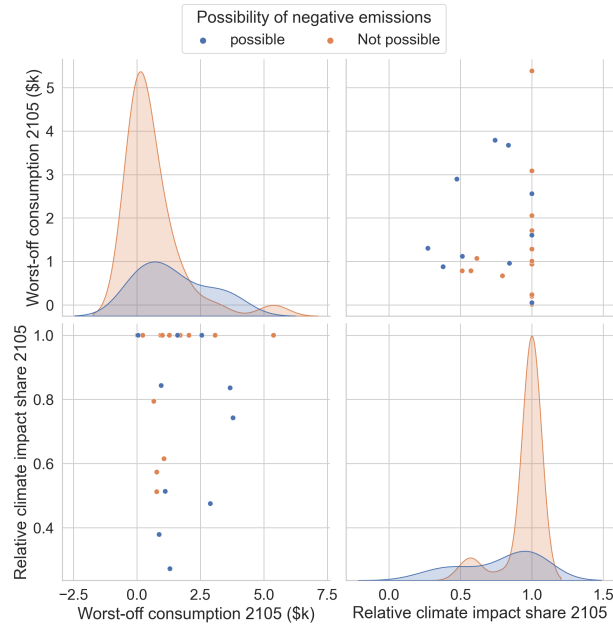 Possibility of negative emissions
possible
Not possible
Worst-off consumption 2105 ($k)
5
4
3
2
1
0
Relative climate impact share 2105
1.0
0.8
0.6
0.4
−2.5 0.0 2.5 5.0 7.5
0.0 0.5 1.0 1.5
Worst-off consumption 2105 ($k)
Relative climate impact share 2105